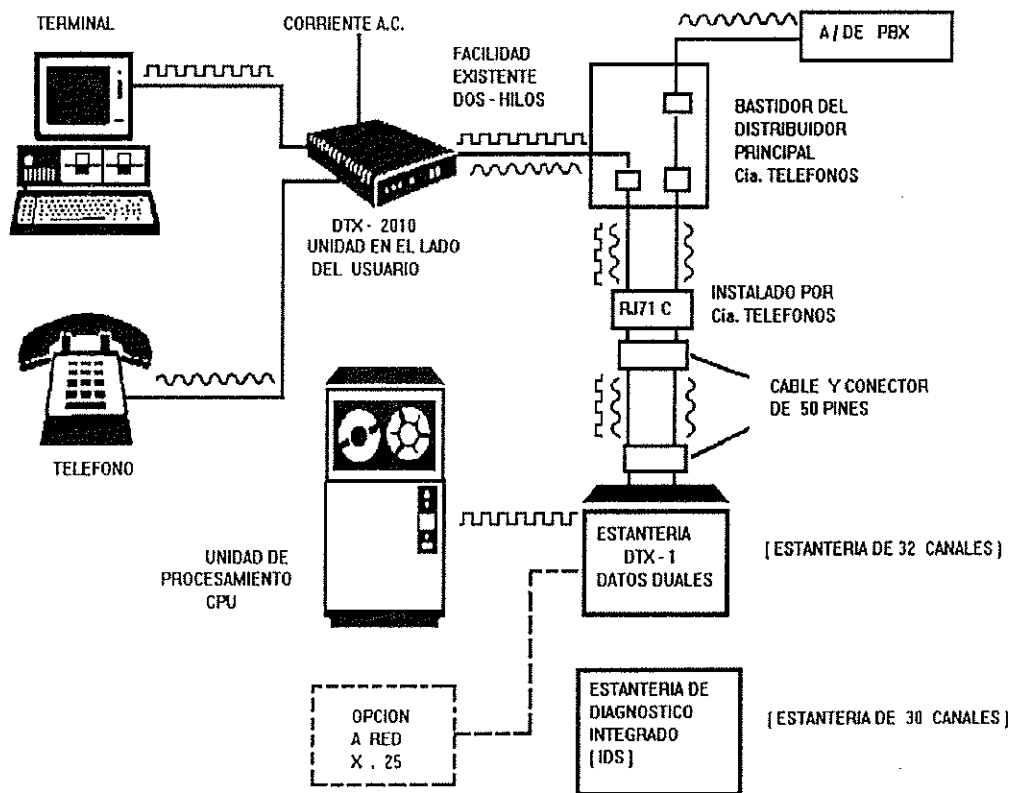 TERMINAL
CORRIENTE A.C.
A / DE PBX
FACILIDAD
EXISTENTE
DOS - HILOS
BASTIDOR DEL
DISTRIBUIDOR
PRINCIPAL
Cia. TELEFONOS
DTX - 2010
UNIDAD EN EL LADO
DEL USUARIO
RJ71 C
INSTALADO POR
Cia. TELEFONOS
CABLE Y CONECTOR
DE 50 PINES
TELEFONO
UNIDAD DE
PROCESAMIENTO
CPU
ESTANTERIA
DTX - 1
DATOS DUALES
[ ESTANTERIA DE 32 CANALES ]
OPCION
A RED
X . 25
ESTANTERIA DE
DIAGNOSTICO
INTEGRADO
[ IDS ]
[ ESTANTERIA DE 30 CANALES ]